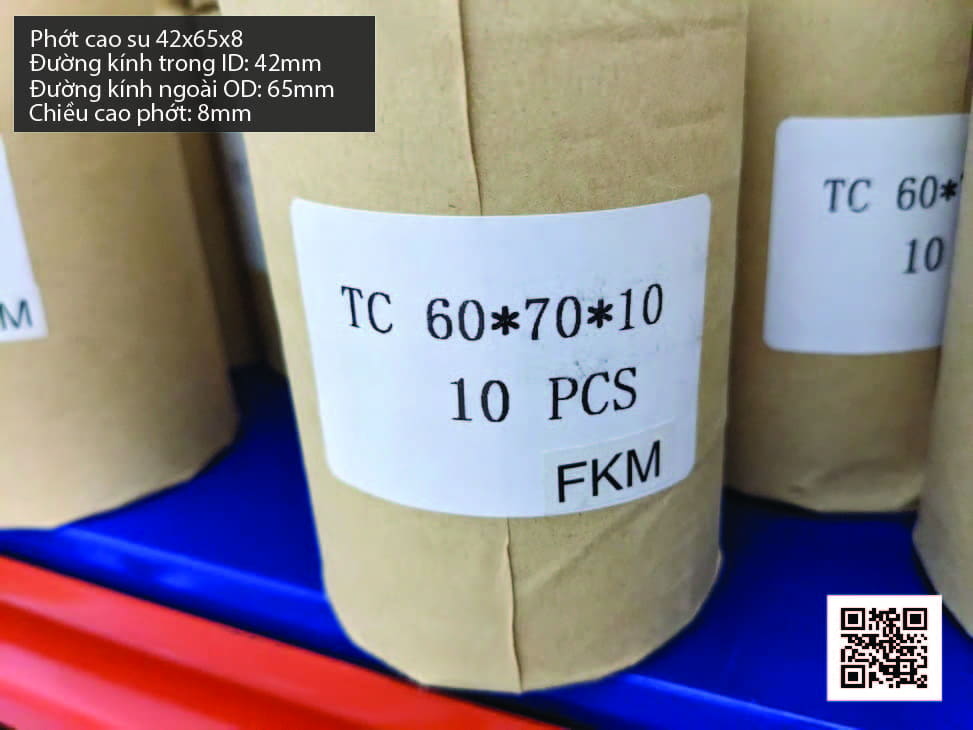 Phớt cao su 42x65x8
Đường kính trong ID: 42mm
Đường kính ngoài OD: 65mm
Chiều cao phớt: 8mm
TC 60*70*10
10 PCS
FKM
TC 60*
10
M